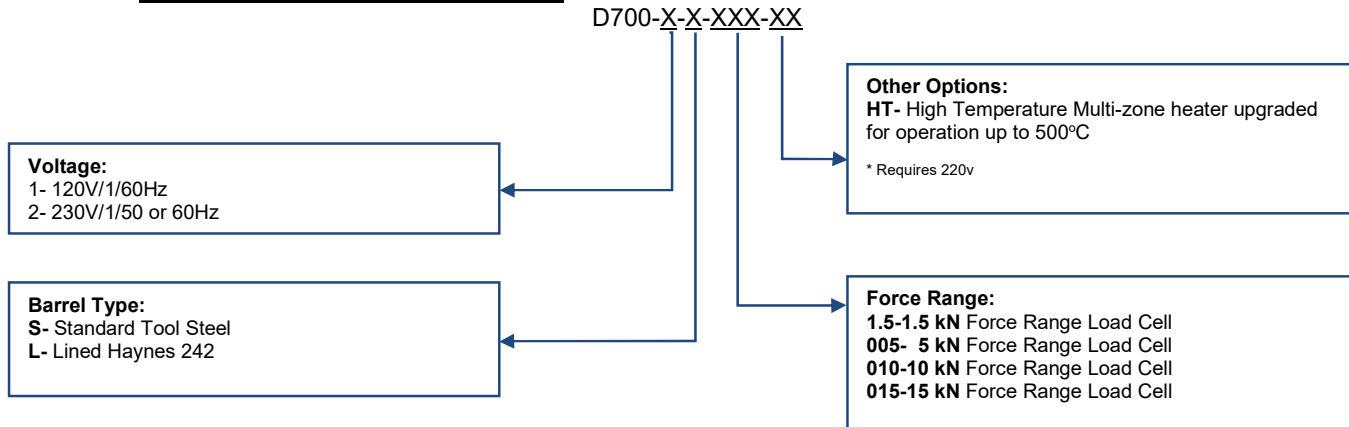 D700-X-X-XXX-XX
Other Options:
HT- High Temperature Multi-zone heater upgraded
for operation up to 500°C
* Requires 220v
Voltage:
1- 120V/1/60Hz
2- 230V/1/50 or 60Hz
Barrel Type:
S- Standard Tool Steel
L- Lined Haynes 242
Force Range:
1.5-1.5 kN Force Range Load Cell
005- 5 kN Force Range Load Cell
010-10 kN Force Range Load Cell
015-15 kN Force Range Load Cell